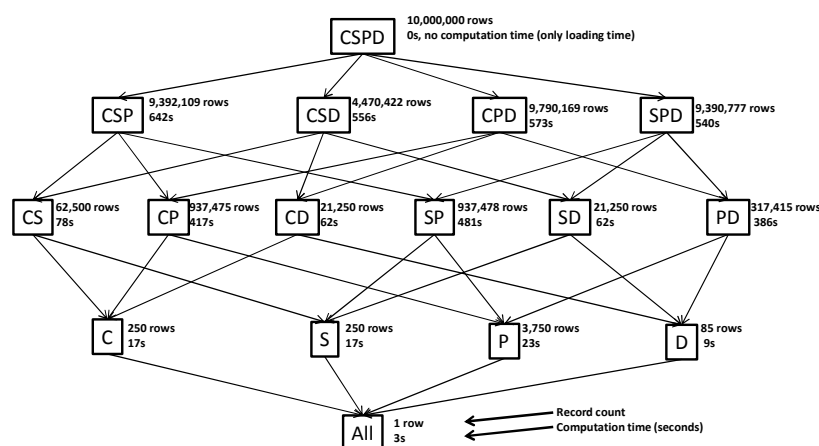 CSPD
10,000,000 rows
0s, no computation time (only loading time)
CSP
9,392,109 rows
642s
CSD
4,470,422 rows
556s
CPD
9,790,169 rows
573s
SPD
9,390,777 rows
540s
CS
62,500 rows
78s
CP
937,475 rows
417s
CD
21,250 rows
62s
SP
937,478 rows
481s
SD
21,250 rows
62s
PD
317,415 rows
386s
C
250 rows
17s
S
250 rows
17s
P
3,750 rows
23s
D
85 rows
9s
All
1 row
3s
Record count
Computation time (seconds)